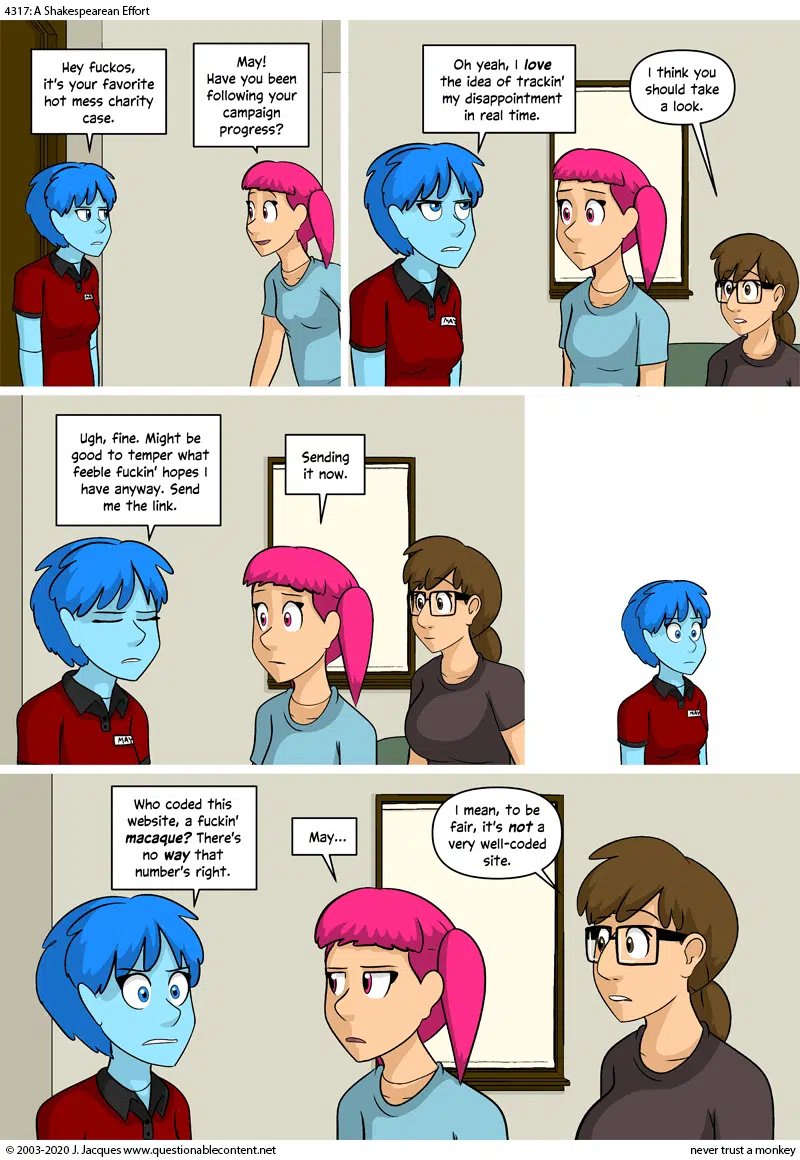 4317: A Shakespearean Effort
Hey fuckos,
it's your favorite
hot mess charity
case.
May!
Have you been
following your
campaign
progress?
Oh yeah, I love
the idea of trackin'
my disappointment
in real time.
I think you
should take
a look.
MAY
Ugh, fine. Might be
good to temper what
feeble fuckin' hopes I
have anyway. Send
me the link.
Sending
it now.
MAY
MAY
Who coded this
website, a fuckin'
macaque? There's
no way that
number's right.
May...
I mean, to be
fair, it's not a
very well-coded
site.
© 2003-2020 J. Jacques www.questionablecontent.net
never trust a monkey